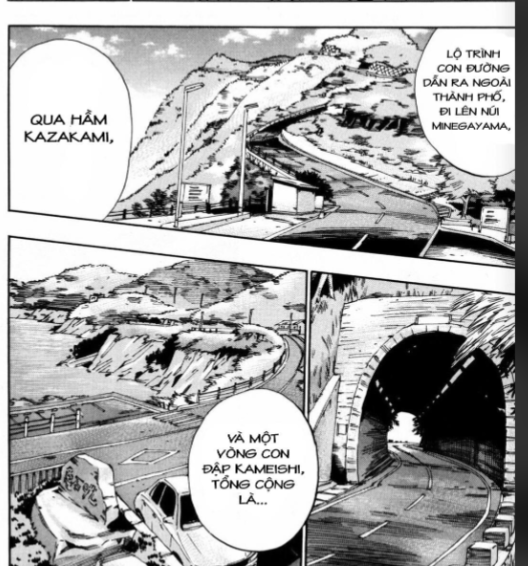 LỘ TRÌNH
CON ĐƯỜNG
DẪN RA NGOÀI
THÀNH PHỐ,
ĐI LÊN NÚI
MINEGAYAMA,
QUA HẦM
KAZAKAMI,
VÀ MỘT
VÒNG CON
ĐẬP KAMEISHI,
TỔNG CỘNG
LÀ...